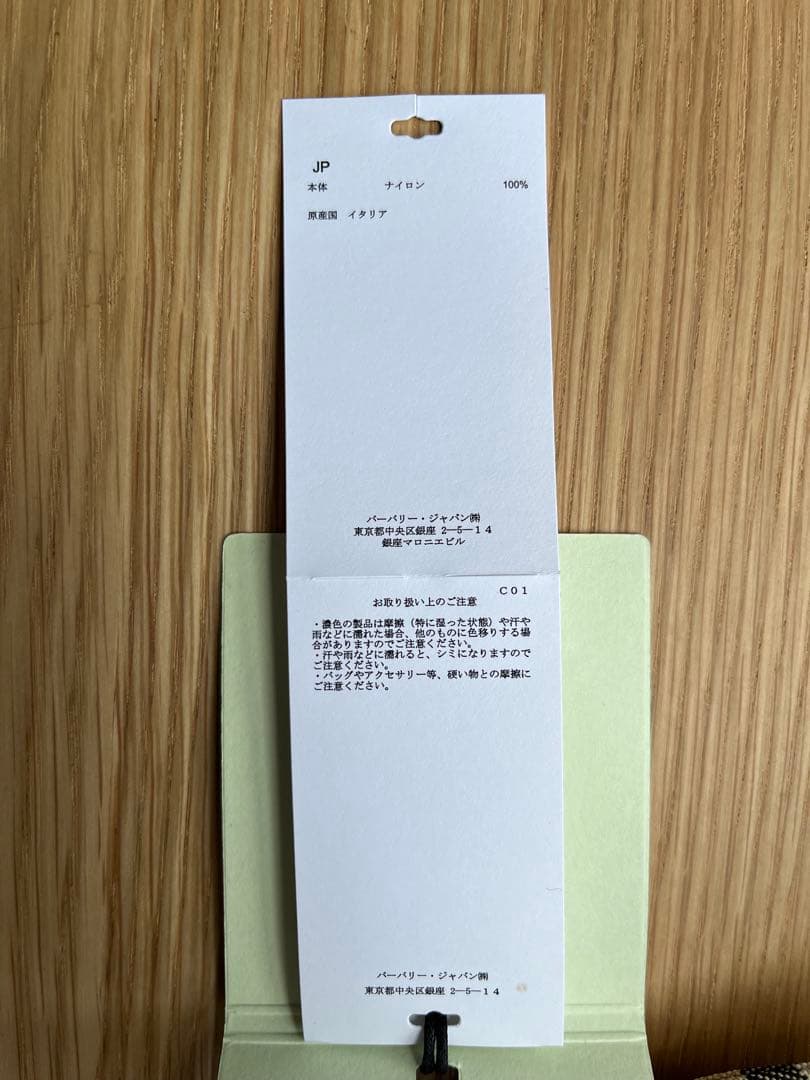 JP
本体 ナイロン 100%
原産国 イタリア
バーバリー・ジャパン㈱
東京都中央区銀座 2―5―14
銀座マロニエビル
C01
お取り扱い上のご注意
・濃色の製品は摩擦（特に湿った状態）や汗や
雨などに濡れた場合、他のものに色移りする場
合がありますのでご注意ください。
・汗や雨などに濡れると、シミになりますので
ご注意ください。
・バッグやアクセサリー等、硬い物との摩擦に
ご注意ください。
バーバリー・ジャパン㈱
東京都中央区銀座 2―5―14